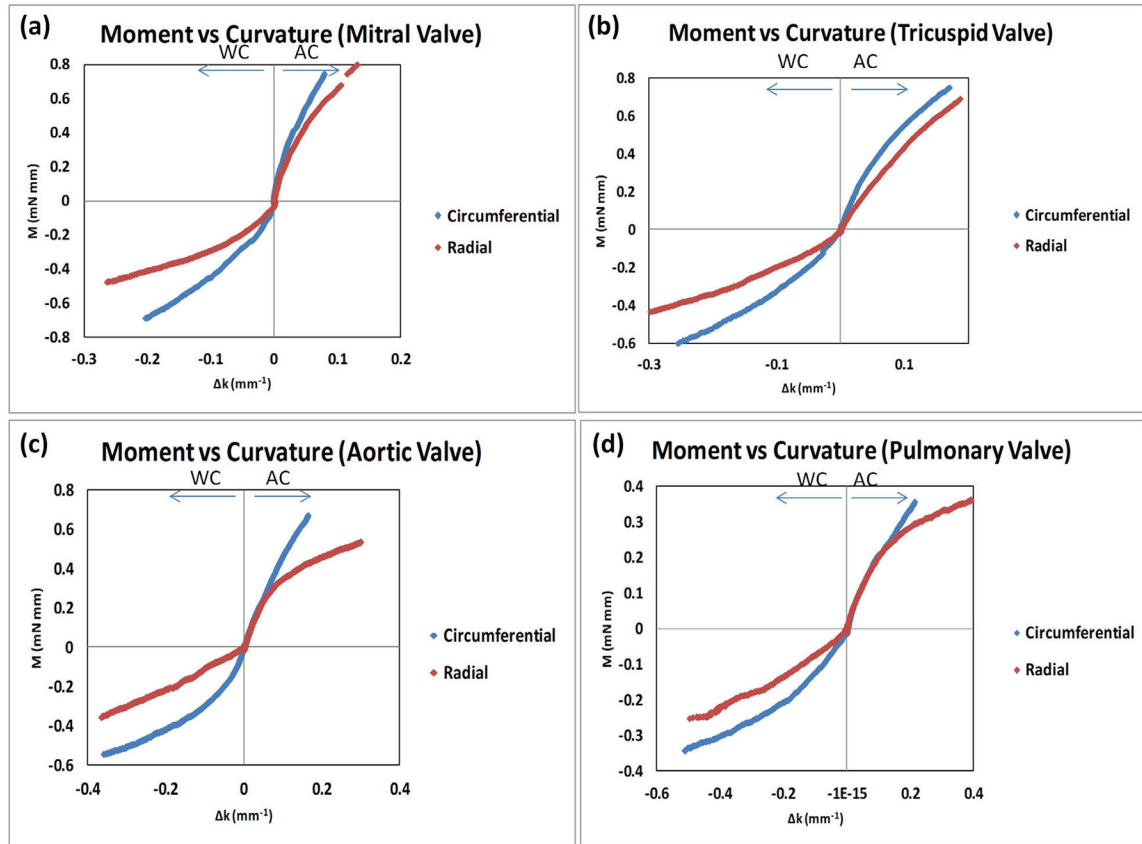 (a)
Moment vs Curvature (Mitral Valve)
WC AC
0.8
0.6
0.4
0.2
0
-0.2
-0.4
-0.6
-0.8
M (mN mm)
-0.3 -0.2 -0.1 0 0.1 0.2
Δk (mm⁻¹)
Circumferential
Radial
(b)
Moment vs Curvature (Tricuspid Valve)
WC AC
0.8
0.6
0.4
0.2
0
-0.2
-0.4
-0.6
M (mN mm)
-0.3 -0.1 0.1
Δk (mm⁻¹)
Circumferential
Radial
(c)
Moment vs Curvature (Aortic Valve)
WC AC
0.8
0.6
0.4
0.2
0
-0.2
-0.4
-0.6
M (mN mm)
-0.4 -0.2 0 0.2 0.4
Δk (mm⁻¹)
Circumferential
Radial
(d)
Moment vs Curvature (Pulmonary Valve)
WC AC
0.4
0.3
0.2
0.1
0
-0.1
-0.2
-0.3
-0.4
M (mN mm)
-0.6 -0.4 -0.2 -1E-15 0.2 0.4
Δk (mm⁻¹)
Circumferential
Radial